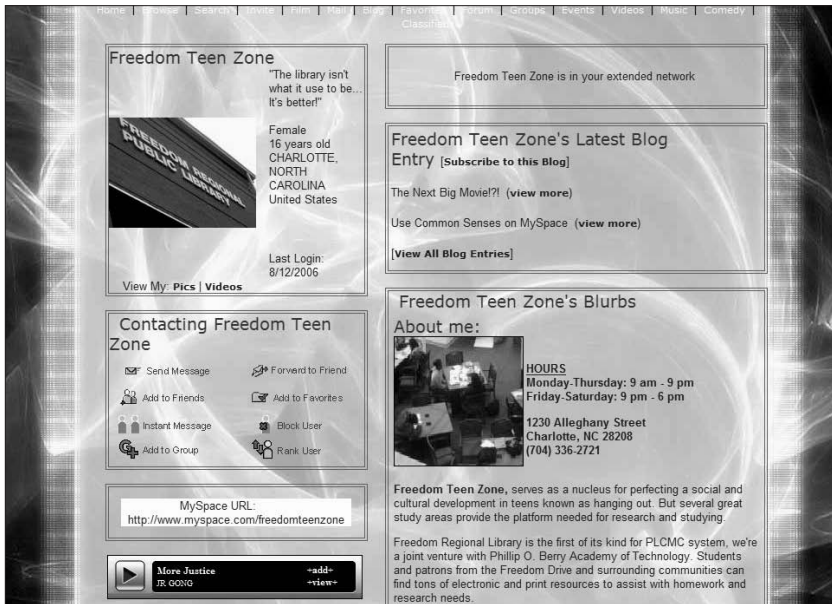 Home | Browse | Search | Invite | Film | Mail | Blog | Favorites | Forum | Groups | Events | Videos | Music | Comedy |
Classifieds
Freedom Teen Zone
"The library isn't
what it use to be...
It's better!"
FREEDOM REGIONAL
PUBLIC LIBRARY
Female
16 years old
CHARLOTTE,
NORTH
CAROLINA
United States
Last Login:
8/12/2006
View My: Pics | Videos
Contacting Freedom Teen
Zone
Send Message
Forward to Friend
Add to Friends
Add to Favorites
Instant Message
Block User
Add to Group
Rank User
MySpace URL:
http://www.myspace.com/freedomteenzone
More Justice
+add+
JR GONG
+view+
Freedom Teen Zone is in your extended network
Freedom Teen Zone's Latest Blog
Entry [Subscribe to this Blog]
The Next Big Movie!?! (view more)
Use Common Senses on MySpace (view more)
[View All Blog Entries]
Freedom Teen Zone's Blurbs
About me:
HOURS
Monday-Thursday: 9 am - 9 pm
Friday-Saturday: 9 pm - 6 pm
1230 Alleghany Street
Charlotte, NC 28208
(704) 336-2721
Freedom Teen Zone, serves as a nucleus for perfecting a social and
cultural development in teens known as hanging out. But several great
study areas provide the platform needed for research and studying.
Freedom Regional Library is the first of its kind for PLCMC system, we're
a joint venture with Phillip O. Berry Academy of Technology. Students
and patrons from the Freedom Drive and surrounding communities can
find tons of electronic and print resources to assist with homework and
research needs.